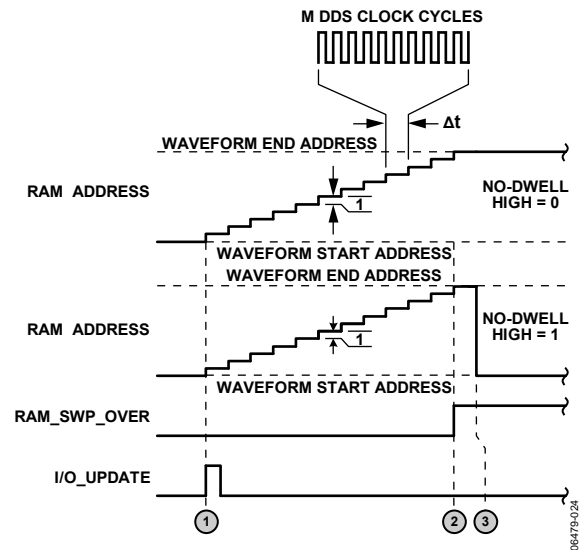 M DDS CLOCK CYCLES
Δt
WAVEFORM END ADDRESS
RAM ADDRESS
1
NO-DWELL
HIGH = 0
WAVEFORM START ADDRESS
WAVEFORM END ADDRESS
RAM ADDRESS
1
NO-DWELL
HIGH = 1
WAVEFORM START ADDRESS
RAM_SWP_OVER
I/O_UPDATE
1 2 3
06479-024